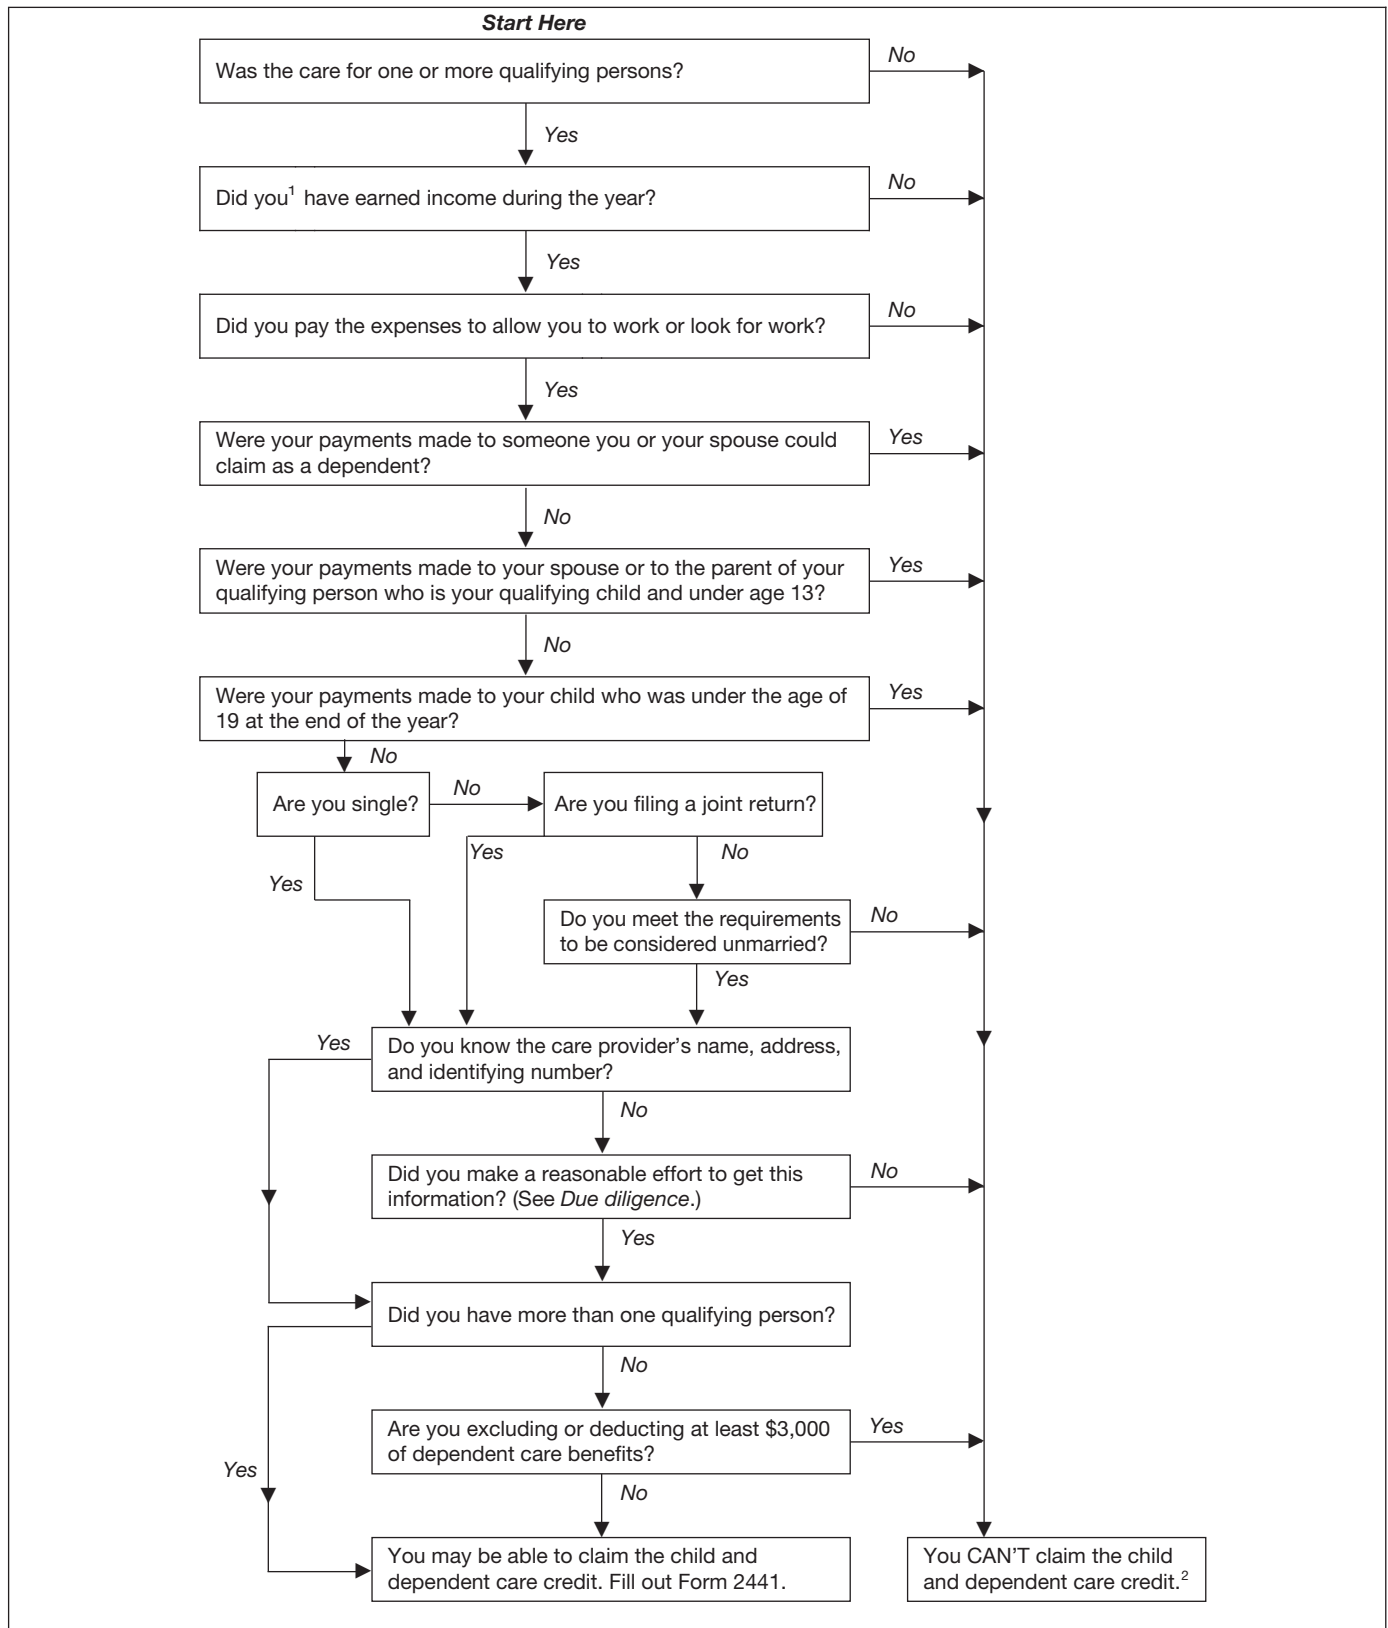 Start Here
Was the care for one or more qualifying persons?
No
Yes
Did you1 have earned income during the year?
No
Yes
Did you pay the expenses to allow you to work or look for work?
No
Yes
Were your payments made to someone you or your spouse could
claim as a dependent?
Yes
No
Were your payments made to your spouse or to the parent of your
qualifying person who is your qualifying child and under age 13?
Yes
No
Were your payments made to your child who was under the age of
19 at the end of the year?
Yes
No
Are you single?
No
Are you filing a joint return?
Yes
Yes
No
Do you meet the requirements
to be considered unmarried?
No
Yes
Do you know the care provider's name, address,
and identifying number?
Yes
No
Did you make a reasonable effort to get this
information? (See Due diligence.)
No
Yes
Did you have more than one qualifying person?
No
Are you excluding or deducting at least $3,000
of dependent care benefits?
Yes
Yes
No
You may be able to claim the child and
dependent care credit. Fill out Form 2441.
You CAN'T claim the child
and dependent care credit.2